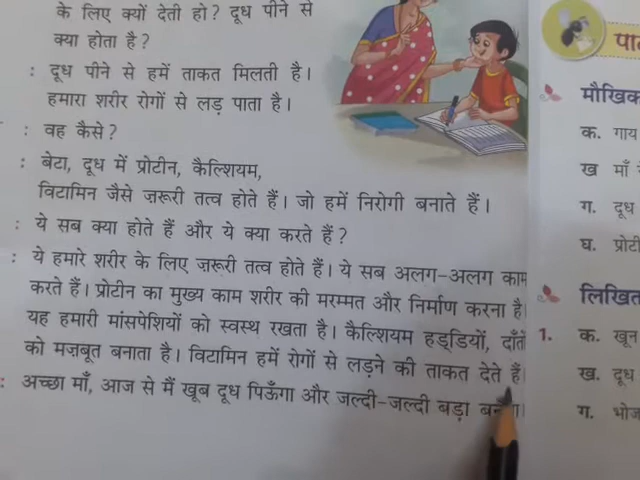 के लिए क्यों देती हो? दूध पीने से
क्या होता है?
: दूध पीने से हमें ताकत मिलती है।
हमारा शरीर रोगों से लड़ पाता है।
: वह कैसे?
: बेटा, दूध में प्रोटीन, कैल्शियम,
विटामिन जैसे ज़रूरी तत्व होते हैं। जो हमें निरोगी बनाते हैं।
: ये सब क्या होते हैं और ये क्या करते हैं?
: ये हमारे शरीर के लिए ज़रूरी तत्व होते हैं। ये सब अलग-अलग काम
करते हैं। प्रोटीन का मुख्य काम शरीर की मरम्मत और निर्माण करना है।
यह हमारी मांसपेशियों को स्वस्थ रखता है। कैल्शियम हड्डियों, दाँतों
को मज़बूत बनाता है। विटामिन हमें रोगों से लड़ने की ताकत देते हैं।
: अच्छा माँ, आज से मैं खूब दूध पिऊँगा और जल्दी-जल्दी बड़ा
मौखिक
क. गाय
ख माँ
ग. दूध
घ.
लिखित
1. क. खून
ख. दूध
ग.